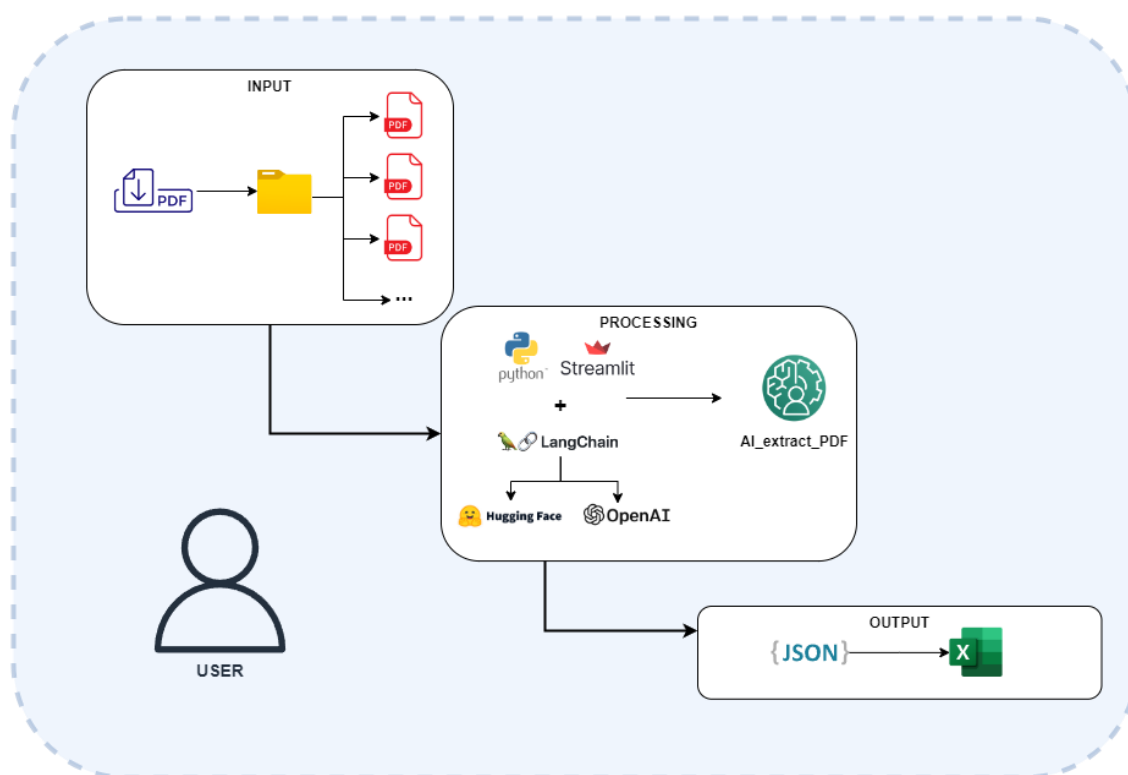 INPUT
PDF
PDF
PDF
PDF
...
PROCESSING
python
Streamlit
+
LangChain
AI_extract_PDF
Hugging Face
OpenAI
USER
OUTPUT
{JSON}
X